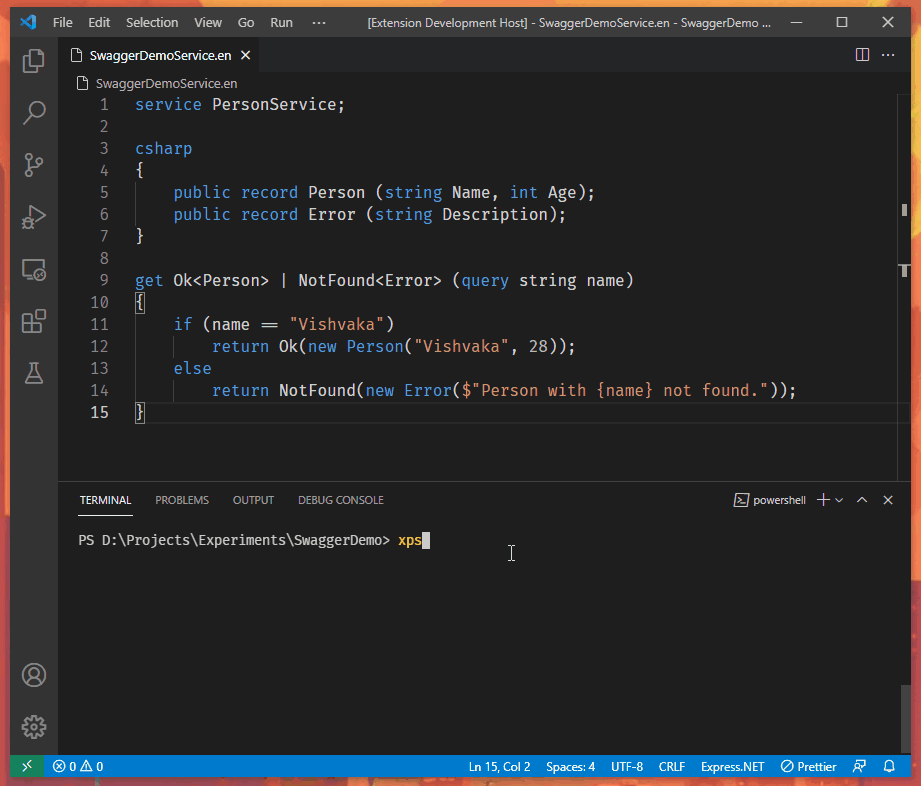 File Edit Selection View Go Run ··· [Extension Development Host] - SwaggerDemoService.en - SwaggerDemo ...
SwaggerDemoService.en
SwaggerDemoService.en
1 service PersonService;
2
3 csharp
4 {
5     public record Person (string Name, int Age);
6     public record Error (string Description);
7 }
8
9 get Ok<Person> | NotFound<Error> (query string name)
10 {
11     if (name == "Vishvaka")
12         return Ok(new Person("Vishvaka", 28));
13     else
14         return NotFound(new Error($"Person with {name} not found."));
15 }
TERMINAL PROBLEMS OUTPUT DEBUG CONSOLE powershell
PS D:\Projects\Experiments\SwaggerDemo> xps
0 0 Ln 15, Col 2 Spaces: 4 UTF-8 CRLF Express.NET Prettier